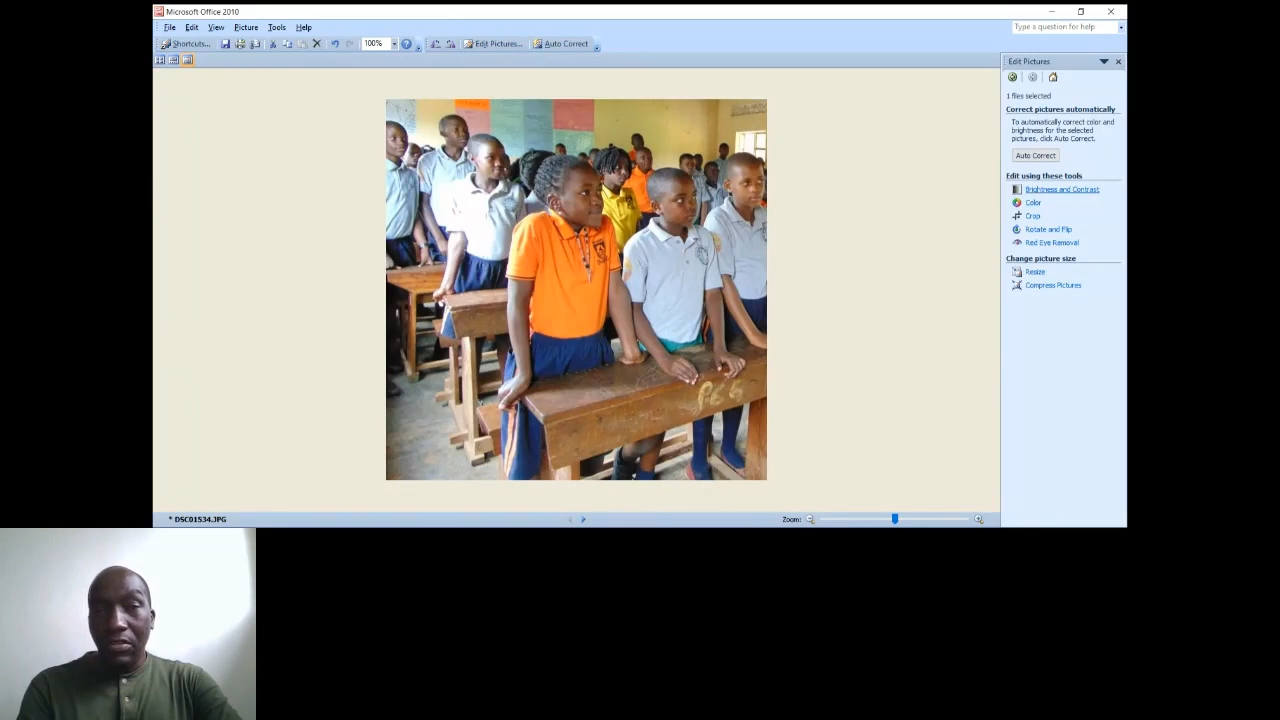 Microsoft Office 2010
File Edit View Picture Tools Help
Type a question for help
Shortcuts... 100% Edit Pictures... Auto Correct
Edit Pictures
1 files selected
Correct pictures automatically
To automatically correct color and
brightness for the selected
pictures, click Auto Correct.
Auto Correct
Edit using these tools
Brightness and Contrast
Color
Crop
Rotate and Flip
Red Eye Removal
Change picture size
Resize
Compress Pictures
* DSC01534.JPG
Zoom: